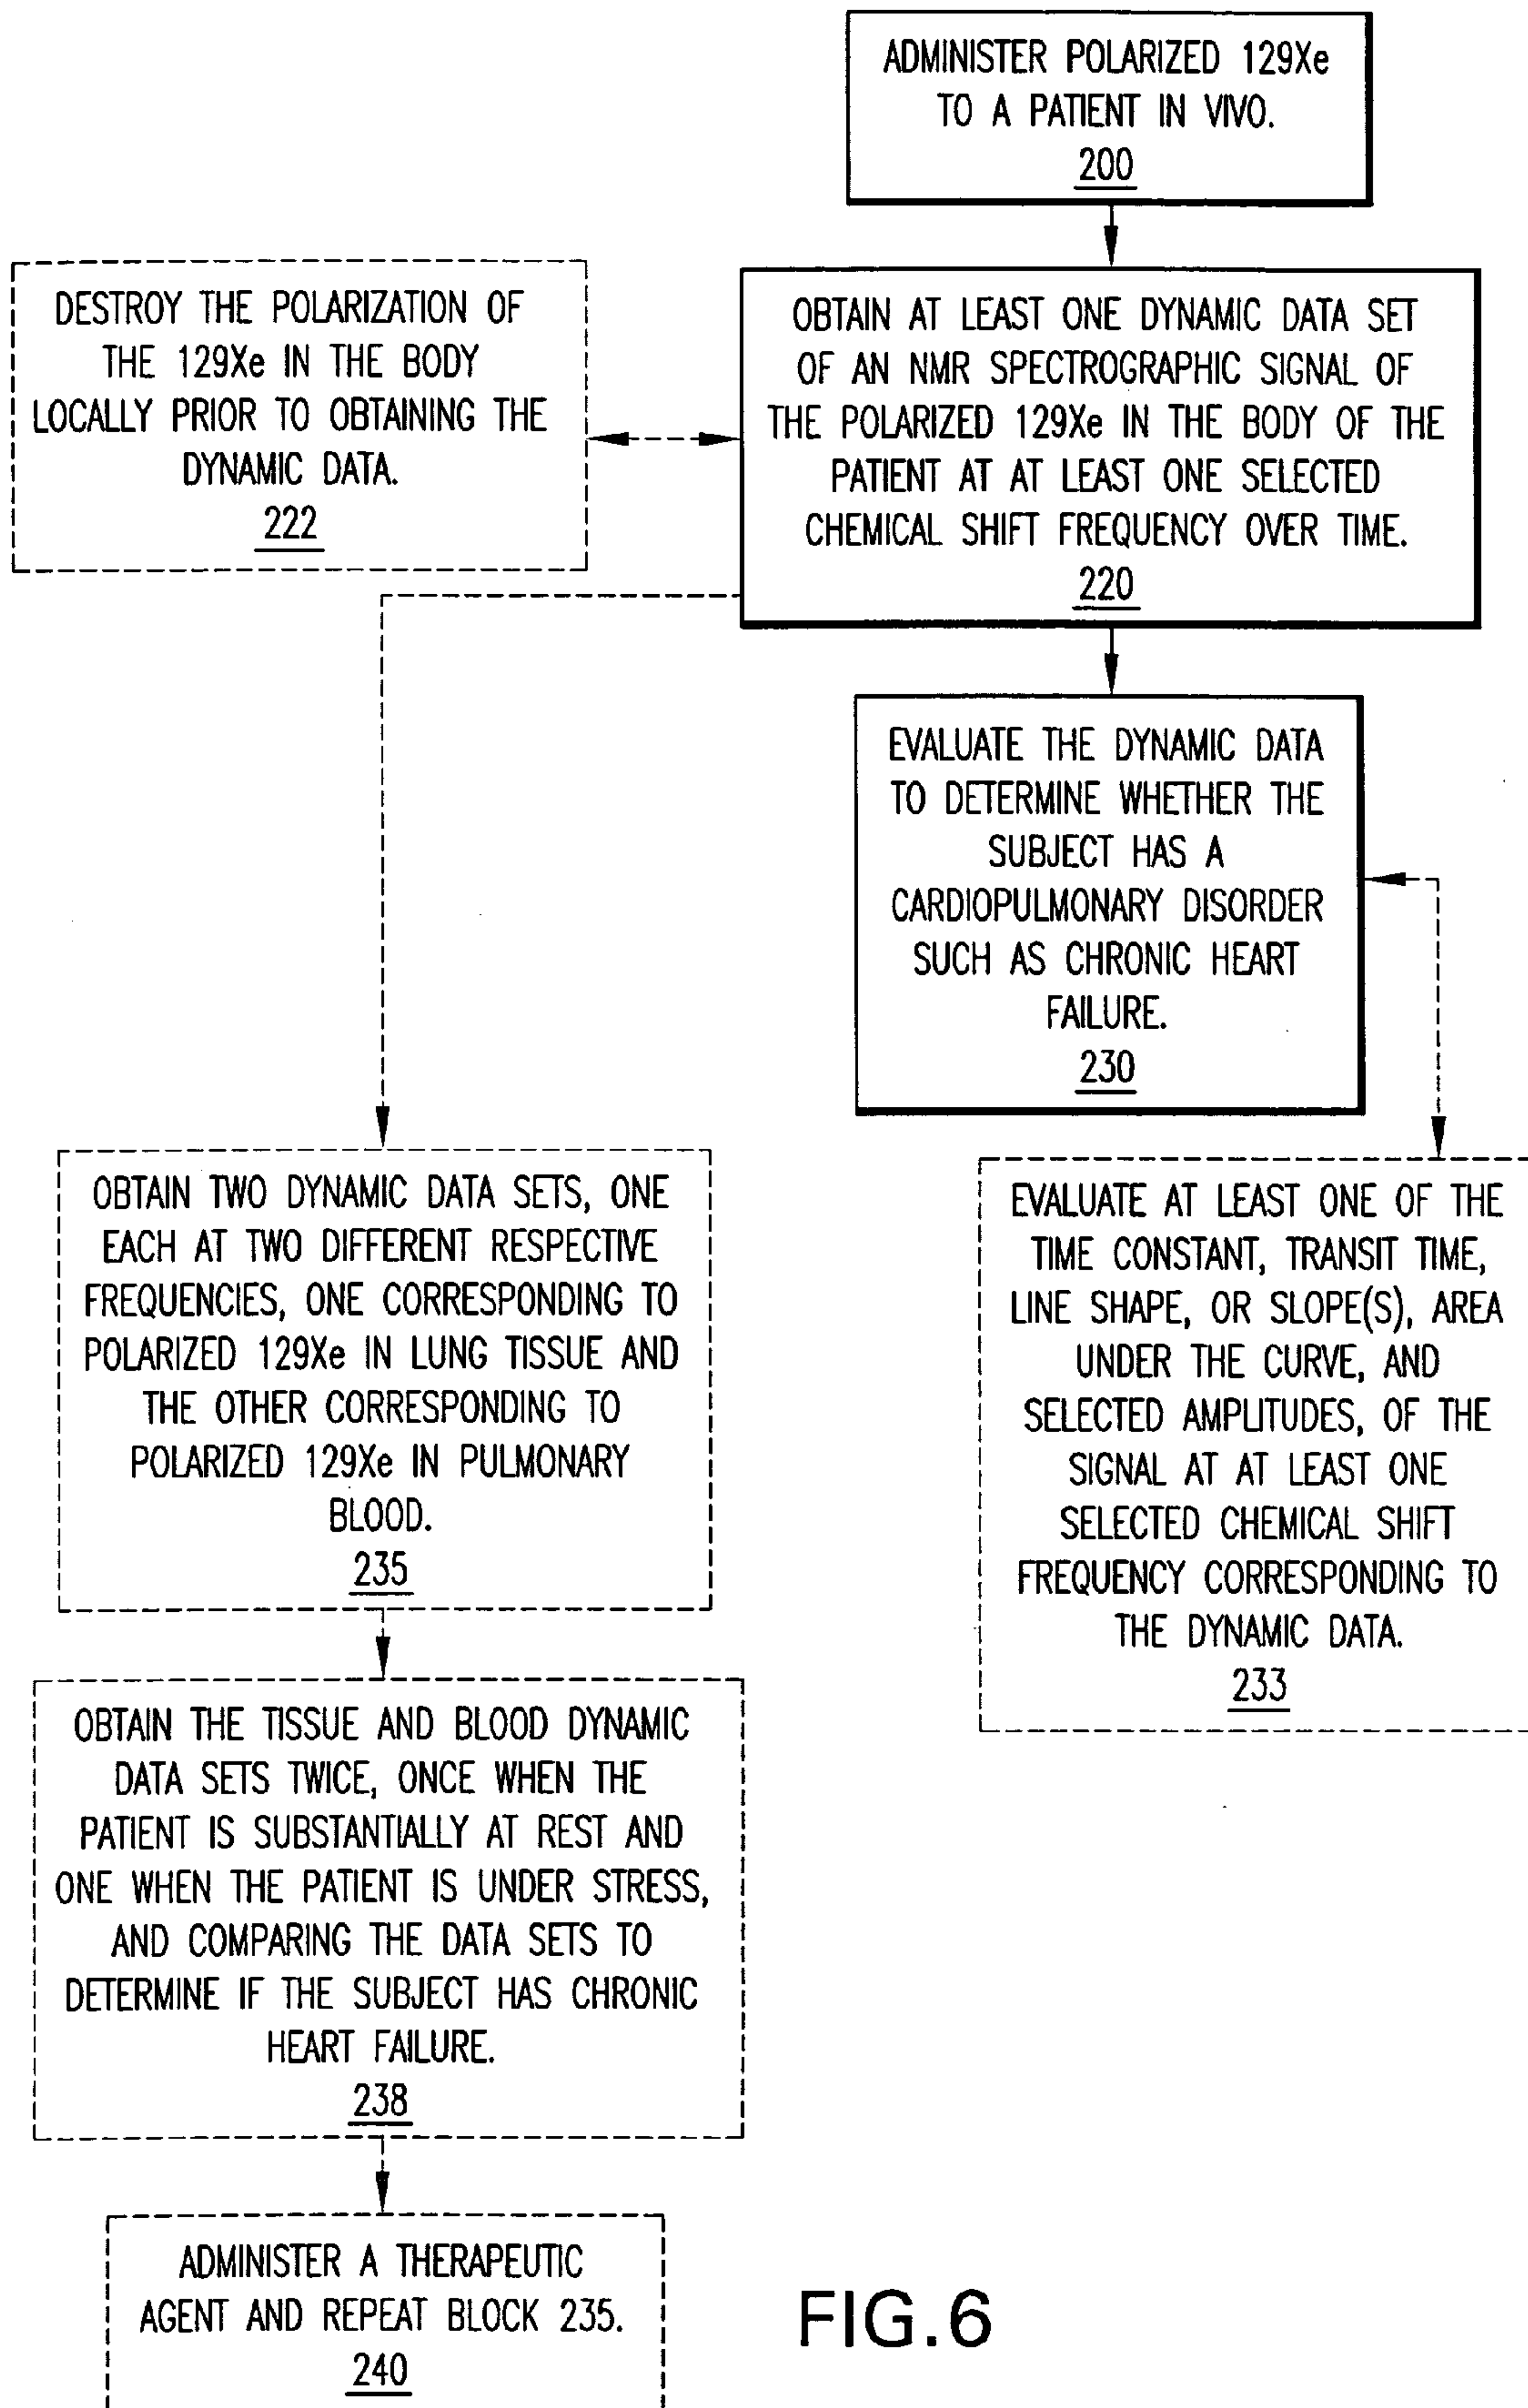 ADMINISTER POLARIZED 129Xe
TO A PATIENT IN VIVO.
200
DESTROY THE POLARIZATION OF
THE 129Xe IN THE BODY
LOCALLY PRIOR TO OBTAINING THE
DYNAMIC DATA.
222
OBTAIN AT LEAST ONE DYNAMIC DATA SET
OF AN NMR SPECTROGRAPHIC SIGNAL OF
THE POLARIZED 129Xe IN THE BODY OF THE
PATIENT AT AT LEAST ONE SELECTED
CHEMICAL SHIFT FREQUENCY OVER TIME.
220
EVALUATE THE DYNAMIC DATA
TO DETERMINE WHETHER THE
SUBJECT HAS A
CARDIOPULMONARY DISORDER
SUCH AS CHRONIC HEART
FAILURE.
230
OBTAIN TWO DYNAMIC DATA SETS, ONE
EACH AT TWO DIFFERENT RESPECTIVE
FREQUENCIES, ONE CORRESPONDING TO
POLARIZED 129Xe IN LUNG TISSUE AND
THE OTHER CORRESPONDING TO
POLARIZED 129Xe IN PULMONARY
BLOOD.
235
EVALUATE AT LEAST ONE OF THE
TIME CONSTANT, TRANSIT TIME,
LINE SHAPE, OR SLOPE(S), AREA
UNDER THE CURVE, AND
SELECTED AMPLITUDES, OF THE
SIGNAL AT AT LEAST ONE
SELECTED CHEMICAL SHIFT
FREQUENCY CORRESPONDING TO
THE DYNAMIC DATA.
233
OBTAIN THE TISSUE AND BLOOD DYNAMIC
DATA SETS TWICE, ONCE WHEN THE
PATIENT IS SUBSTANTIALLY AT REST AND
ONE WHEN THE PATIENT IS UNDER STRESS,
AND COMPARING THE DATA SETS TO
DETERMINE IF THE SUBJECT HAS CHRONIC
HEART FAILURE.
238
ADMINISTER A THERAPEUTIC
AGENT AND REPEAT BLOCK 235.
240
FIG.6